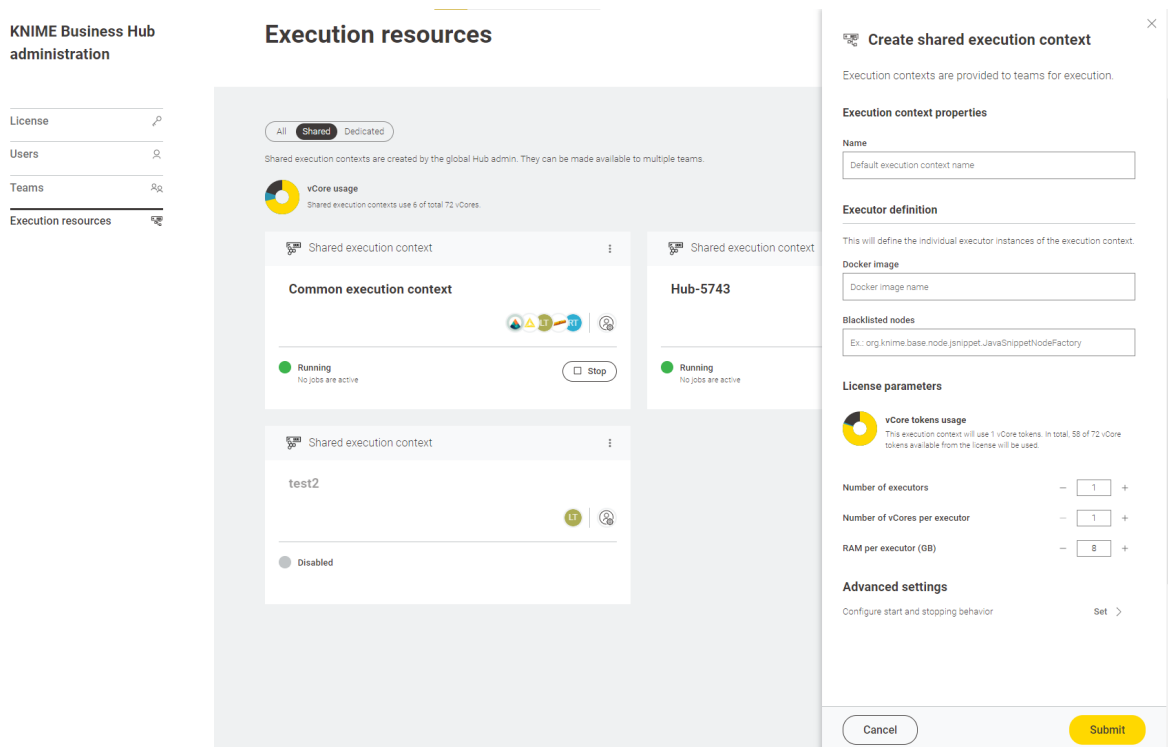 KNIME Business Hub
administration
License
Users
Teams
Execution resources
Execution resources
All Shared Dedicated
Shared execution contexts are created by the global Hub admin. They can be made available to multiple teams.
vCore usage
Shared execution contexts use 6 of total 72 vCores.
Shared execution context
Common execution context
LT RT
Running
No jobs are active
Stop
Shared execution context
Hub-5743
Running
No jobs are active
Shared execution context
test2
LT
Disabled
Create shared execution context
Execution contexts are provided to teams for execution.
Execution context properties
Name
Default execution context name
Executor definition
This will define the individual executor instances of the execution context.
Docker image
Docker image name
Blacklisted nodes
Ex.: org.knime.base.node.jsnippet.JavaSnippetNodeFactory
License parameters
vCore tokens usage
This execution context will use 1 vCore tokens. In total, 58 of 72 vCore
tokens available from the license will be used.
Number of executors − 1 +
Number of vCores per executor − 1 +
RAM per executor (GB) − 8 +
Advanced settings
Configure start and stopping behavior Set
Cancel Submit